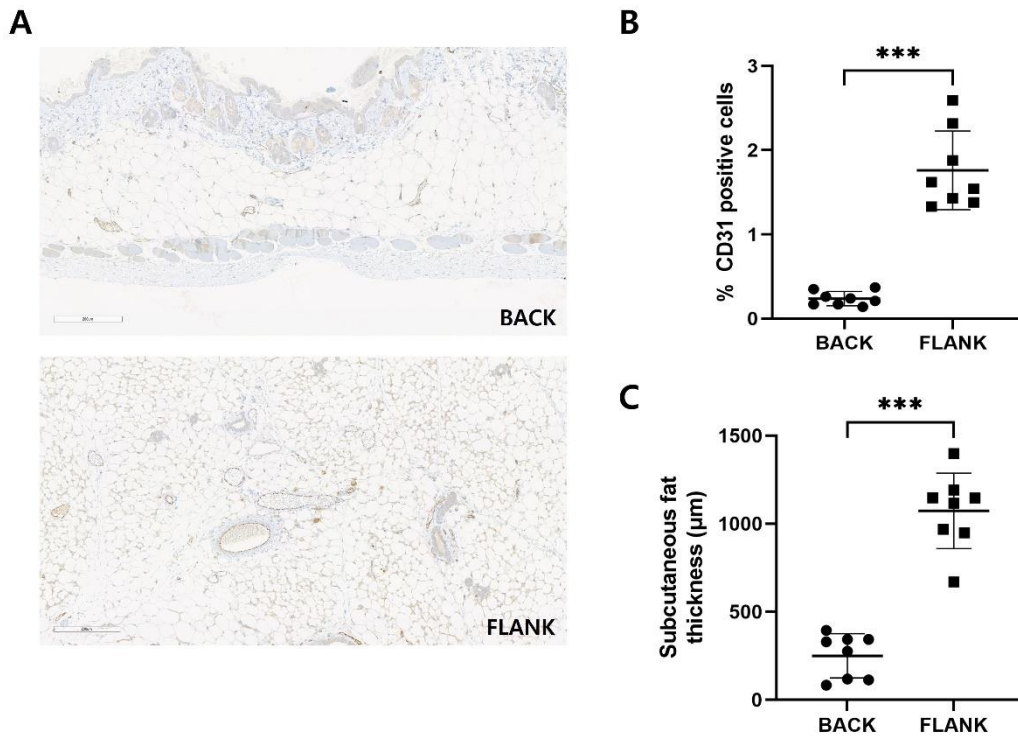 A
BACK
FLANK
B
***
% CD31 positive cells
3
2
1
0
BACK FLANK
C
***
Subcutaneous fat
thickness (µm)
1500
1000
500
0
BACK FLANK